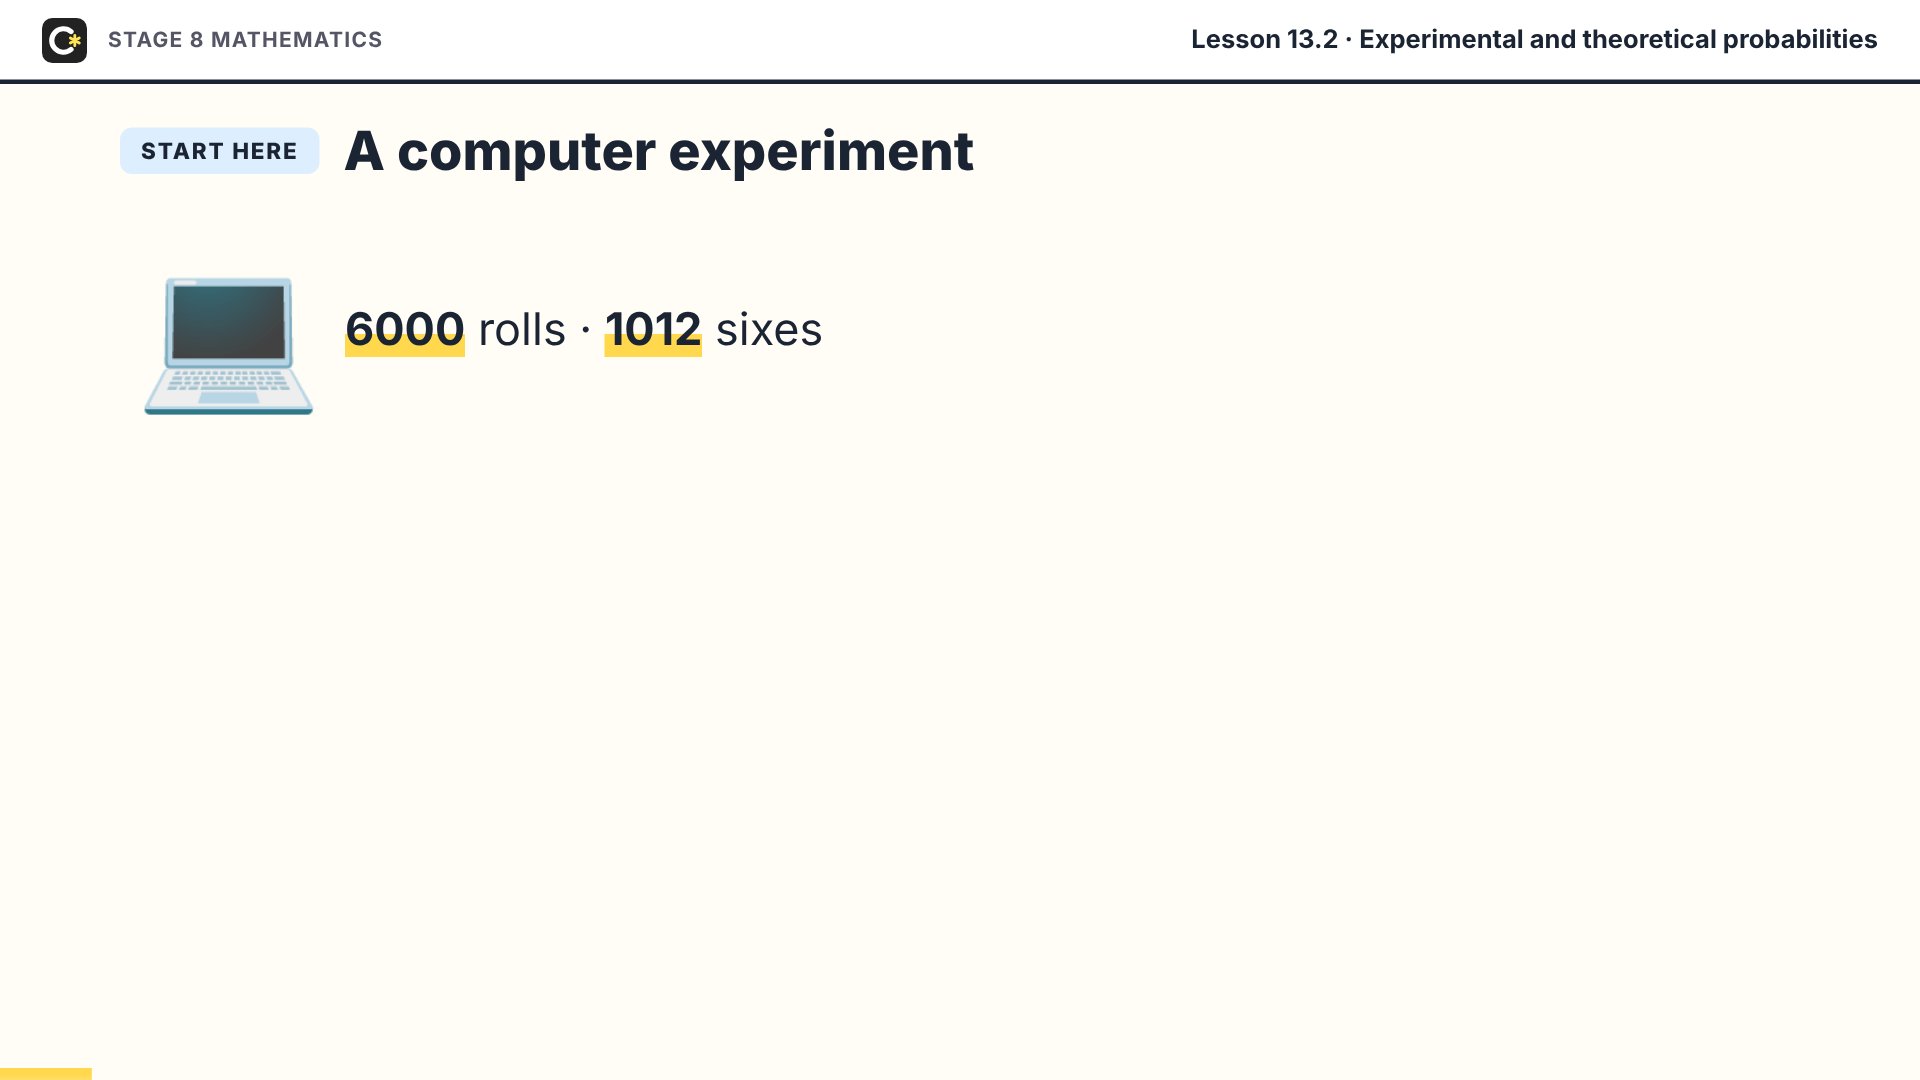 STAGE 8 MATHEMATICS
Lesson 13.2 · Experimental and theoretical probabilities
START HERE
A computer experiment
6000 rolls · 1012 sixes